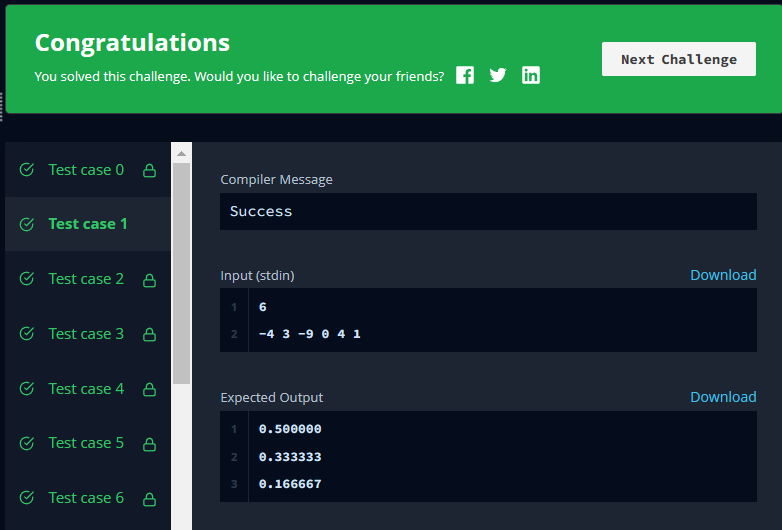 Congratulations
You solved this challenge. Would you like to challenge your friends?
Next Challenge
Test case 0
Test case 1
Test case 2
Test case 3
Test case 4
Test case 5
Test case 6
Compiler Message
Success
Input (stdin)
Download
1 6
2 -4 3 -9 0 4 1
Expected Output
Download
1 0.500000
2 0.333333
3 0.166667